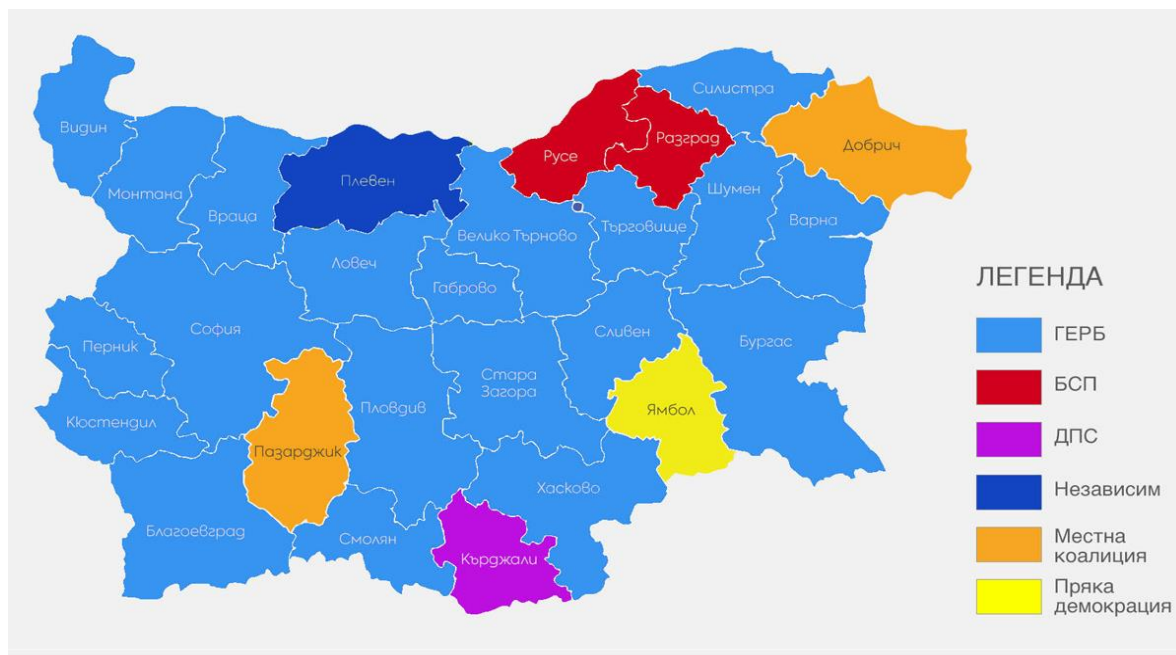 Силистра
Видин
Разград
Добрич
Русе
Плевен
Монтана
Шумен
Враца
Варна
Търговище
Велико Търново
Ловеч
Габрово
София
Сливен
Перник
Бургас
Стара
Загора
Пловдив
Ямбол
Кюстендил
Пазарджик
Хасково
Благоевград
Смолян
Кърджали
ЛЕГЕНДА
ГЕРБ
БСП
ДПС
Независим
Местна
коалиция
Пряка
демокрация